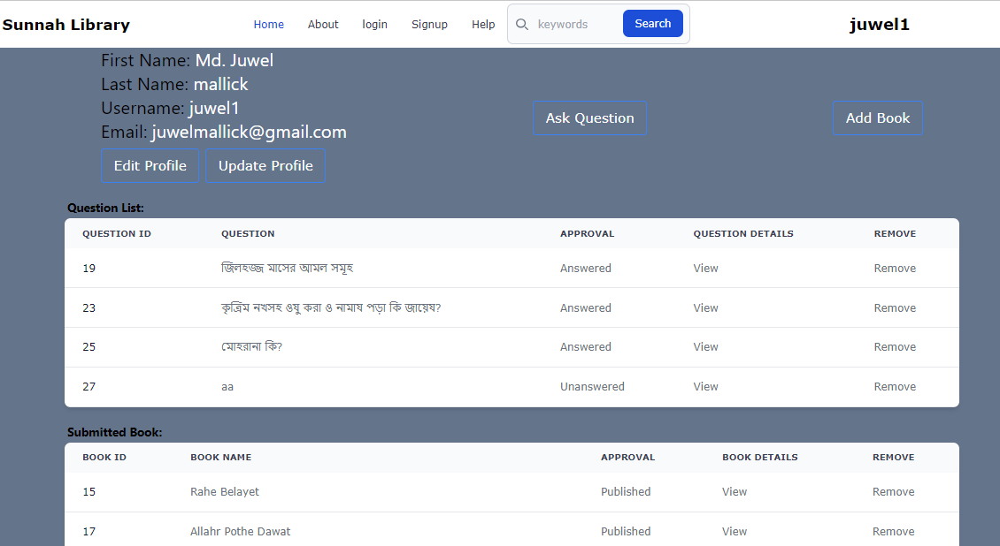 Sunnah Library Home About login Signup Help keywords Search juwel1
First Name: Md. Juwel
Last Name: mallick
Username: juwel1
Email: juwelmallick@gmail.com
Ask Question
Add Book
Edit Profile Update Profile
Question List:
QUESTION ID QUESTION APPROVAL QUESTION DETAILS REMOVE
19 জিলহজ্জ মাসের আমল সমূহ Answered View Remove
23 কৃত্রিম নখসহ ওযু করা ও নামায পড়া কি জায়েয? Answered View Remove
25 মোহরানা কি? Answered View Remove
27 aa Unanswered View Remove
Submitted Book:
BOOK ID BOOK NAME APPROVAL BOOK DETAILS REMOVE
15 Rahe Belayet Published View Remove
17 Allahr Pothe Dawat Published View Remove